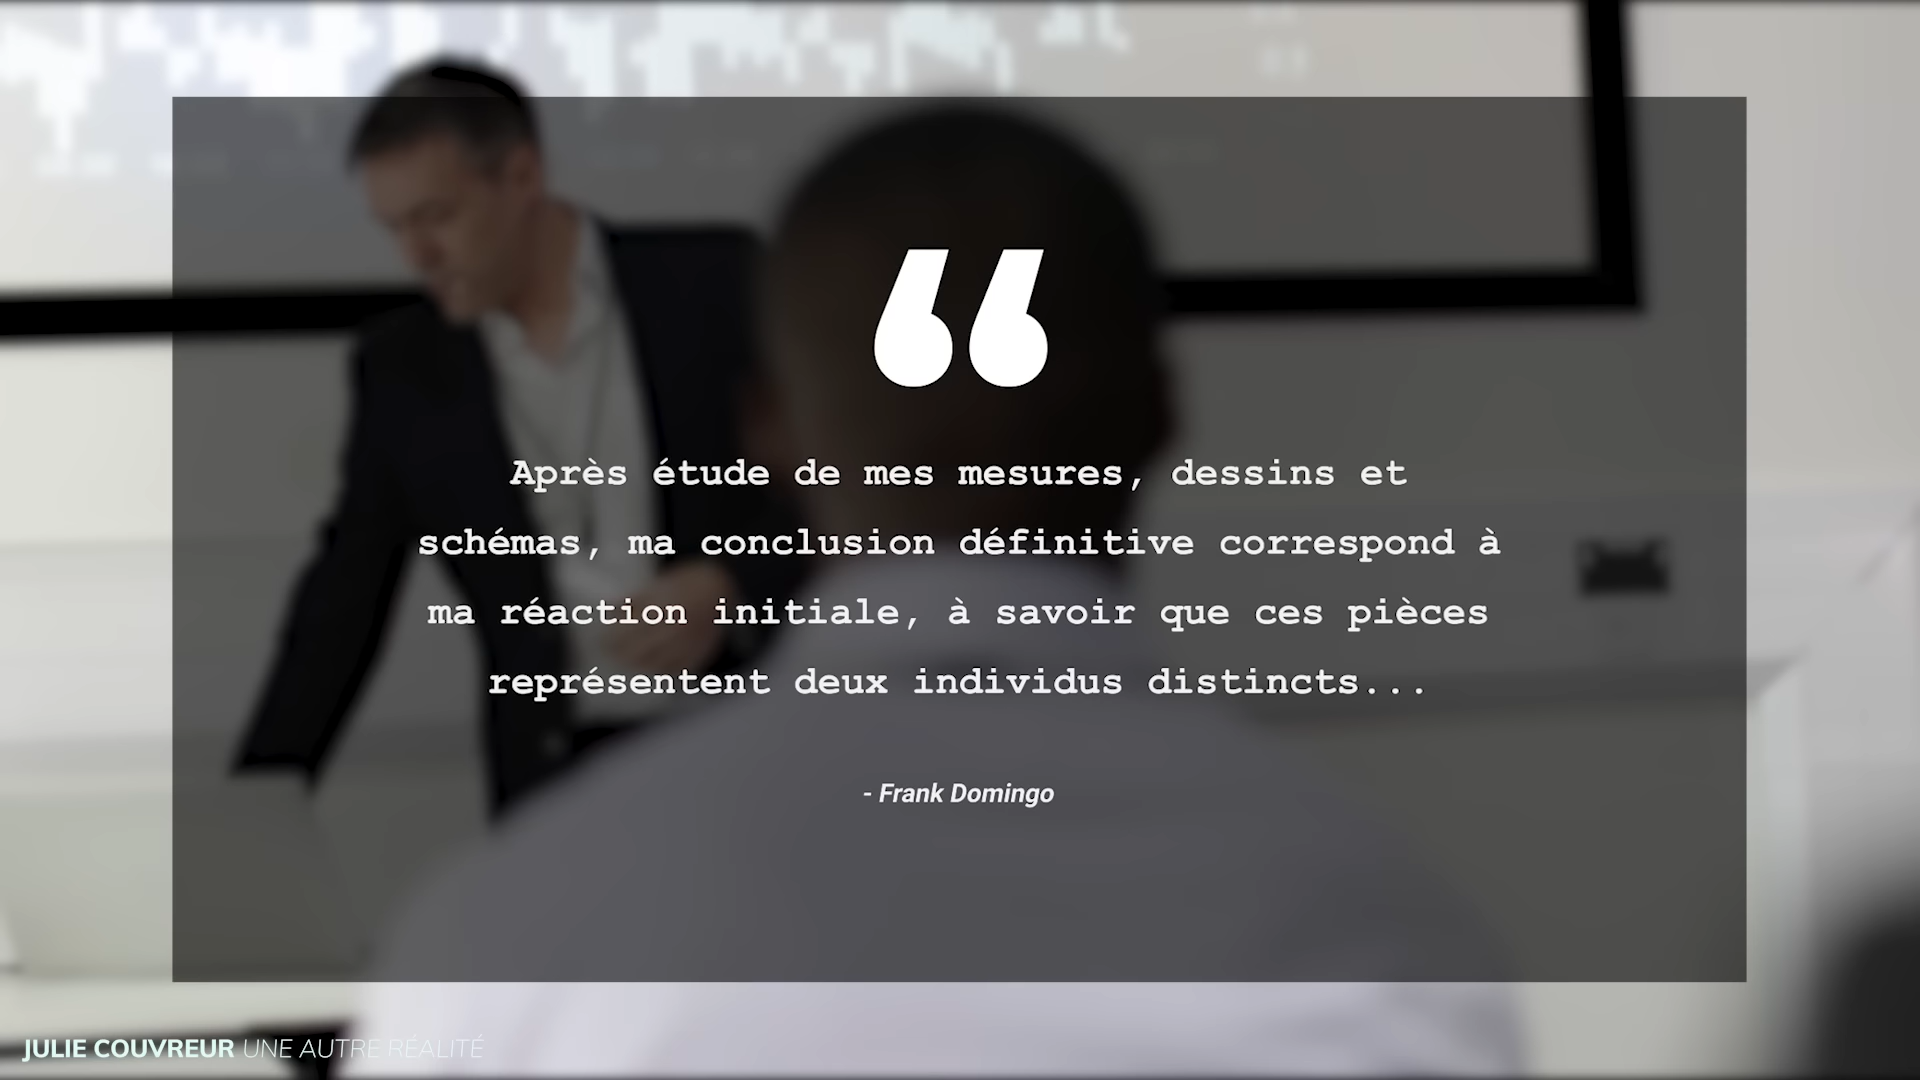 “
Après étude de mes mesures, dessins et
schémas, ma conclusion définitive correspond à
ma réaction initiale, à savoir que ces pièces
représentent deux individus distincts...
- Frank Domingo
JULIE COUVREUR UNE AUTRE RÉALITÉ